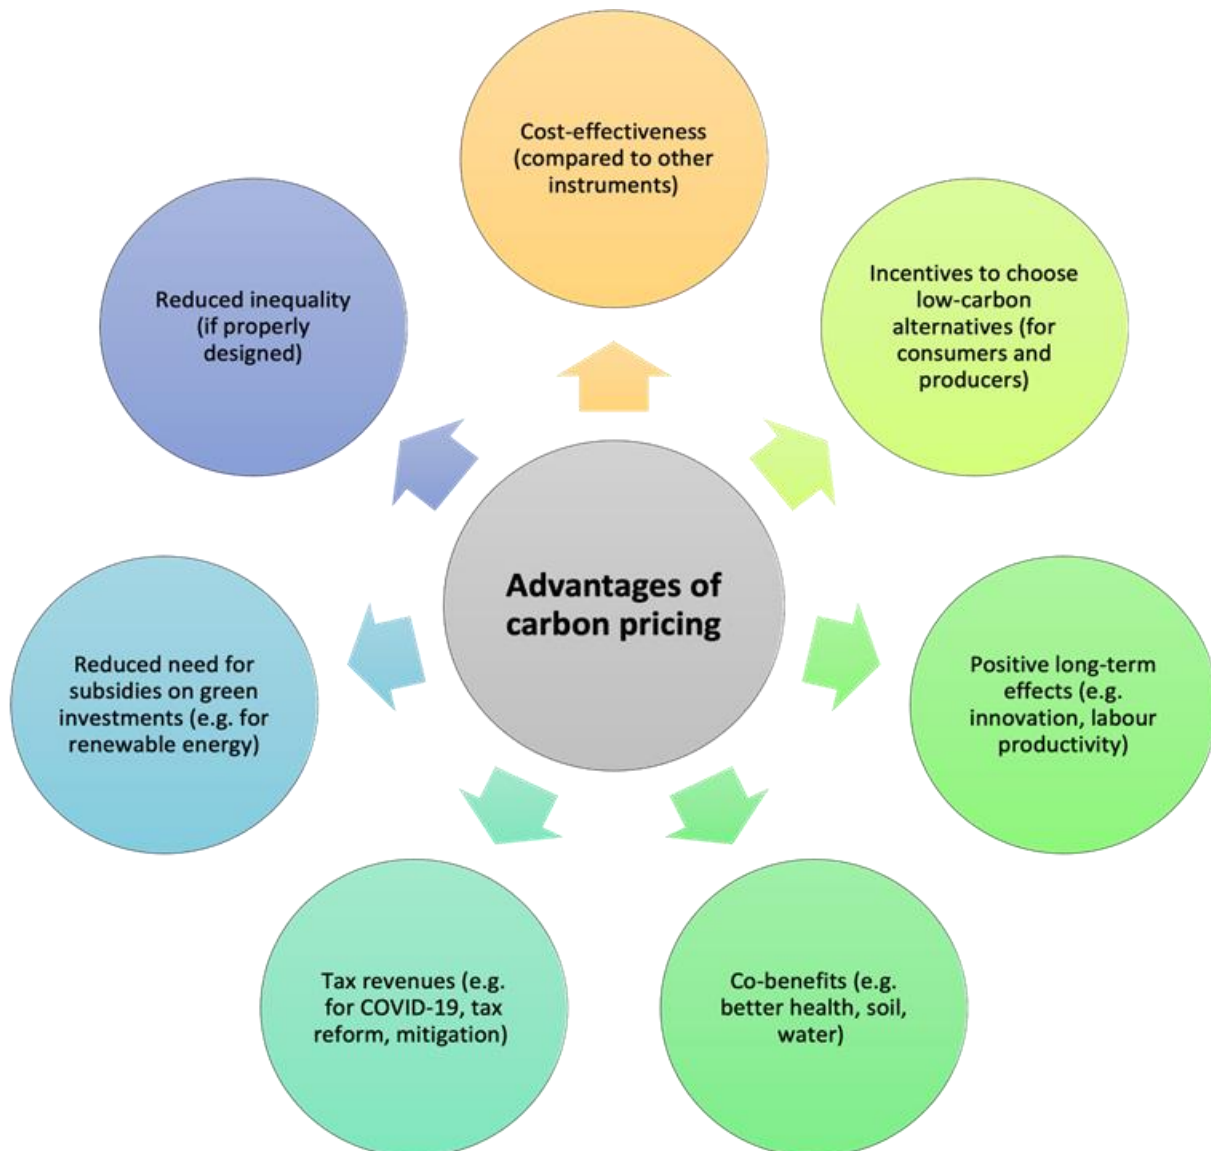 Cost-effectiveness
(compared to other
instruments)
Incentives to choose
low-carbon
alternatives (for
consumers and
producers)
Positive long-term
effects (e.g.
innovation, labour
productivity)
Co-benefits (e.g.
better health, soil,
water)
Tax revenues (e.g.
for COVID-19, tax
reform, mitigation)
Reduced need for
subsidies on green
investments (e.g. for
renewable energy)
Reduced inequality
(if properly
designed)
Advantages of
carbon pricing